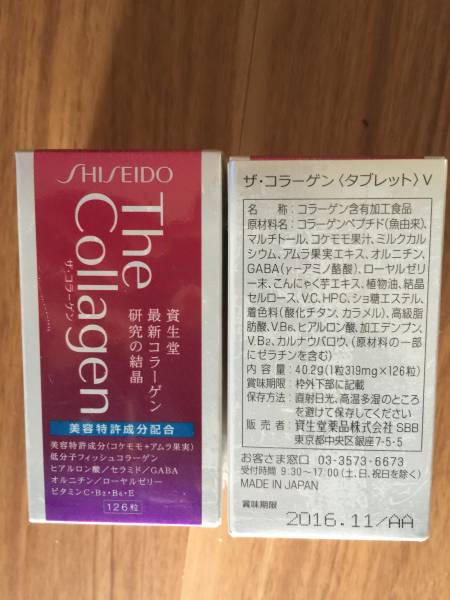 SHISEIDO
The
Collagen
ザ・コラーゲン
資生堂
最新コラーゲン
研究の結晶
美容特許成分配合
美容特許成分(コケモモ+アムラ果実)
低分子フィッシュコラーゲン
ヒアルロン酸/セラミド/GABA
オルニチン/ローヤルゼリー
ビタミンC・B2・B6・E
126粒
ザ・コラーゲン〈タブレット〉V
名 称:コラーゲン含有加工食品
原材料名:コラーゲンペプチド(魚由来)、
マルチトール、コケモモ果汁、ミルクカル
シウム、アムラ果実エキス、オルニチン、
GABA(γ-アミノ酪酸)、ローヤルゼリ
ー末、こんにゃく芋エキス、植物油、結晶
セルロース、V.C、HPC、ショ糖エステル、
着色料(酸化チタン、カラメル)、高級脂
肪酸、V.B6、ヒアルロン酸、加工デンプン、
V.B2、カルナウバロウ、(原材料の一部
にゼラチンを含む)
内 容 量:40.2g(1粒319mg×126粒)
賞味期限:枠外下部に記載
保存方法:直射日光、高温多湿のところ
を避けて保存してください。
販 売 者:資生堂薬品株式会社 SBB
東京都中央区銀座7-5-5
お客さま窓口 03-3573-6673
受付時間 9:30~17:00(土、日、祝日を除く)
MADE IN JAPAN
賞味期限
2016.11/AA